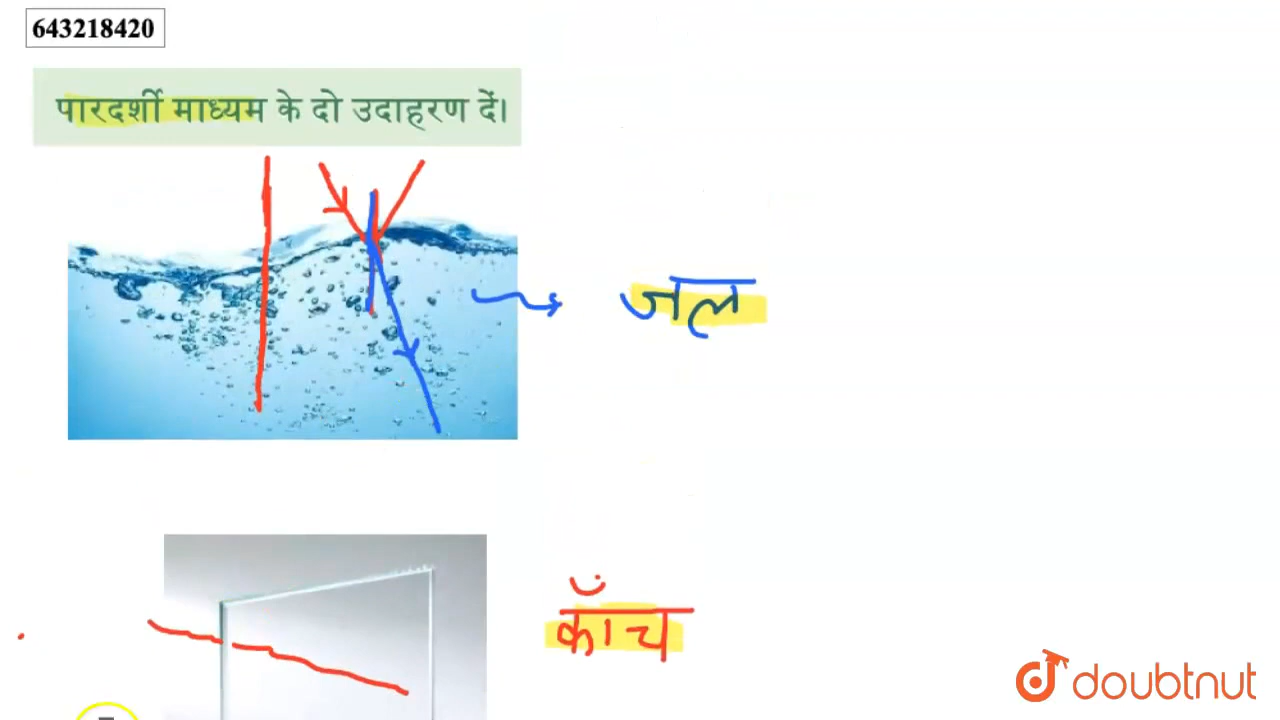 643218420
पारदर्शी माध्यम के दो उदाहरण दें।
जल
काँच
doubtnut